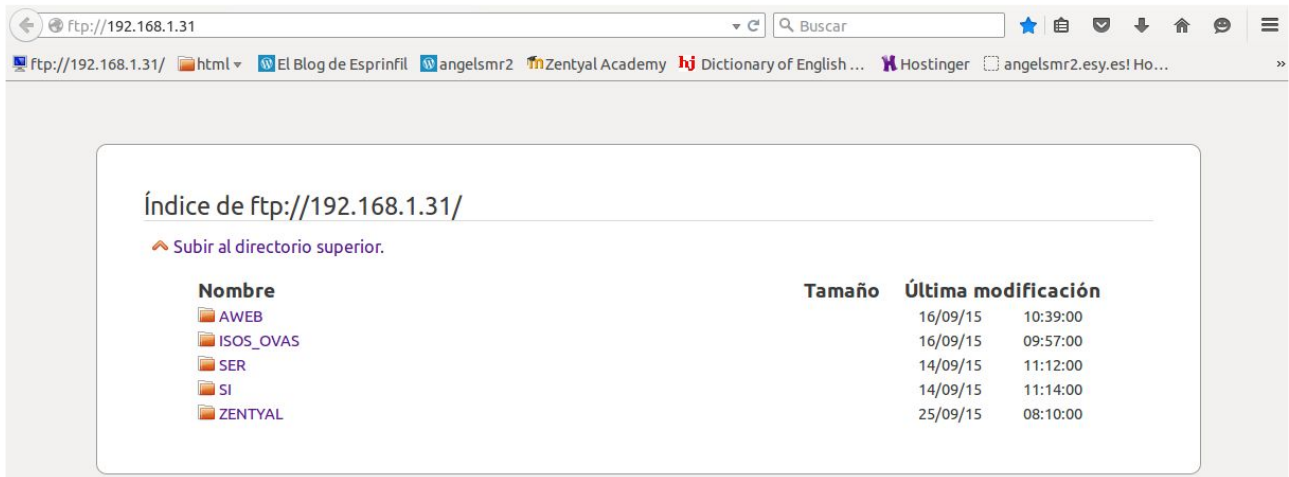 ftp://192.168.1.31 Buscar
ftp://192.168.1.31/ html El Blog de Esprinfil angelsmr2 Zentyal Academy hj Dictionary of English ... Hostinger angelsmr2.esy.es! Ho... »
Índice de ftp://192.168.1.31/
Subir al directorio superior.
Nombre Tamaño Última modificación
AWEB 16/09/15 10:39:00
ISOS_OVAS 16/09/15 09:57:00
SER 14/09/15 11:12:00
SI 14/09/15 11:14:00
ZENTYAL 25/09/15 08:10:00